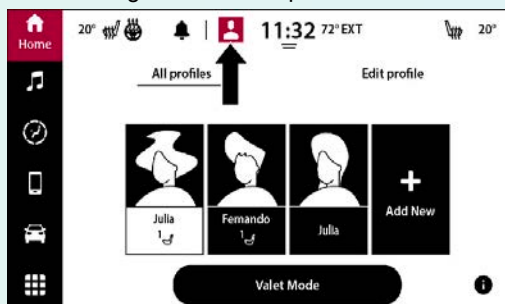 Home
20° 11:32 72° EXT 20°
All profiles Edit profile
Julia Fernando Julia Add New
1 1
Valet Mode